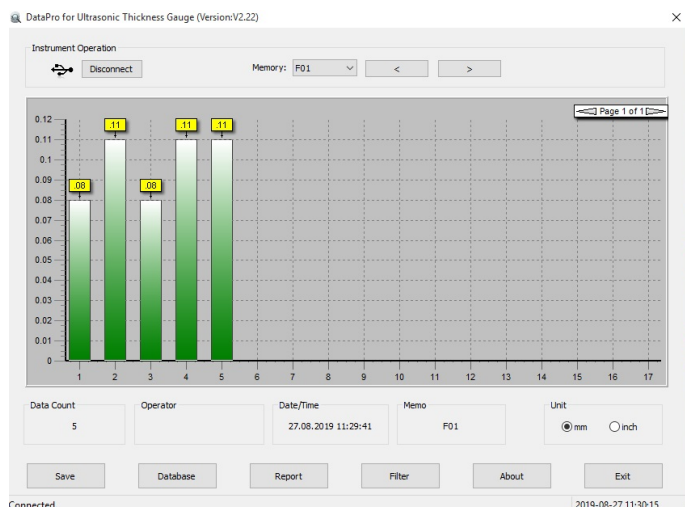 DataPro for Ultrasonic Thickness Gauge (Version:V2.22)
Instrument Operation
Disconnect
Memory: F01
<
>
Page 1 of 1
0.12
0.11
0.1
0.09
0.08
0.07
0.06
0.05
0.04
0.03
0.02
0.01
0
.08
.11
.08
.11
.11
1 2 3 4 5 6 7 8 9 10 11 12 13 14 15 16 17
Data Count
5
Operator
Date/Time
27.08.2019 11:29:41
Memo
F01
Unit
mm
inch
Save
Database
Report
Filter
About
Exit
Connected
2019-08-27 11:30:15